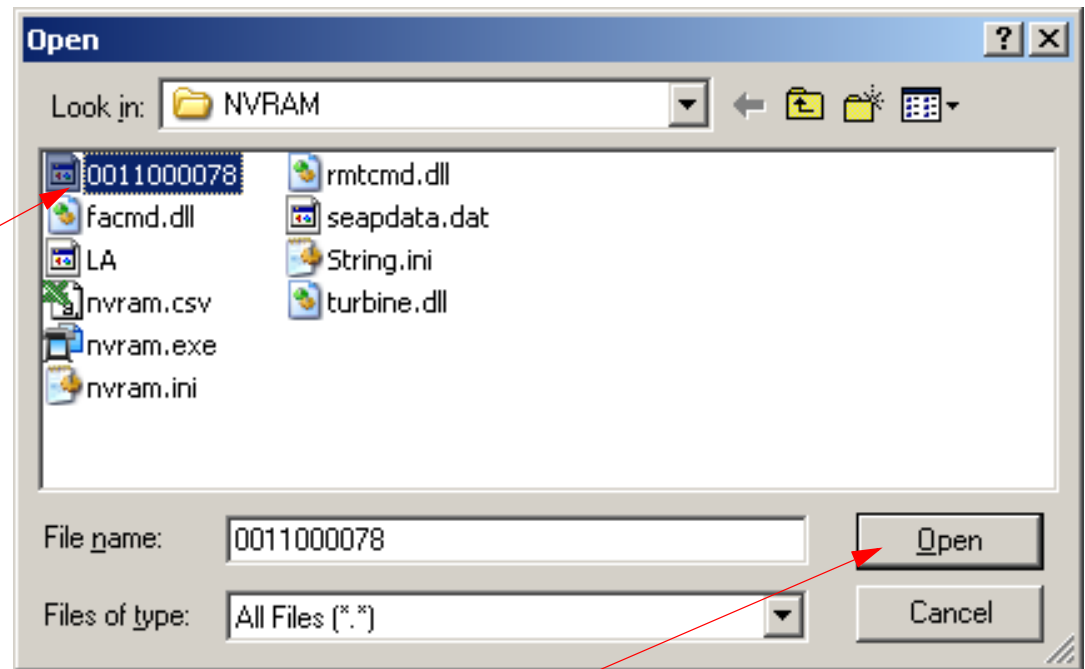 Open
Look in: NVRAM
0011000078
facmd.dll
LA
nvram.csv
nvram.exe
nvram.ini
rmtcmd.dll
seapdata.dat
String.ini
turbine.dll
File name: 0011000078 Open
Files of type: All Files (*.*) Cancel